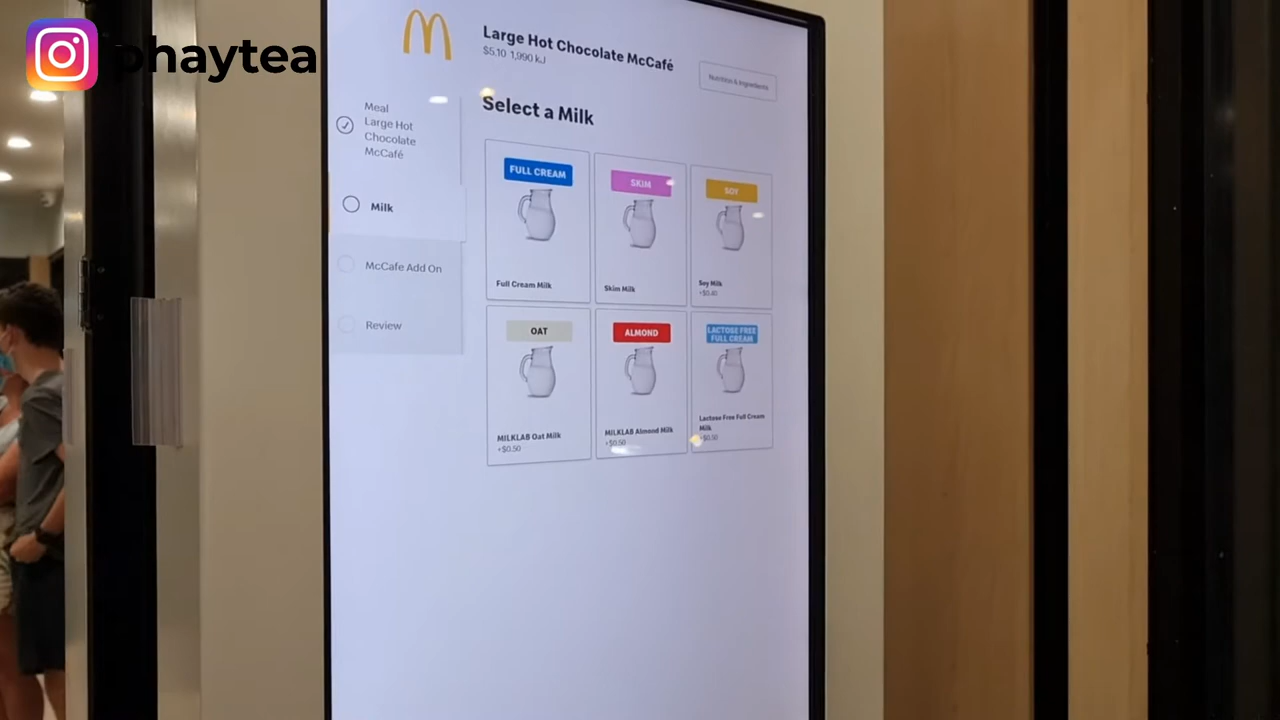 phaytea
Large Hot Chocolate McCafé
$5.10 1,990 kJ
Nutrition & Ingredients
Select a Milk
Meal
Large Hot
Chocolate
McCafé
Milk
McCafe Add On
Review
FULL CREAM
Full Cream Milk
SKIM
Skim Milk
SOY
Soy Milk
OAT
MILKLAB Oat Milk
+$0.50
ALMOND
MILKLAB Almond Milk
+$0.50
LACTOSE FREE
FULL CREAM
Lactose Free Full Cream
Milk
+$0.50